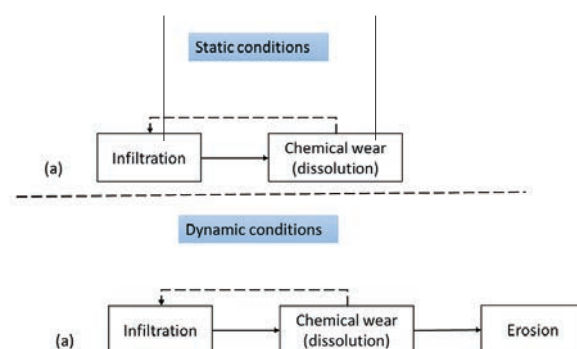 Static conditions
(a)
Infiltration
Chemical wear
(dissolution)
Dynamic conditions
(a)
Infiltration
Chemical wear
(dissolution)
Erosion